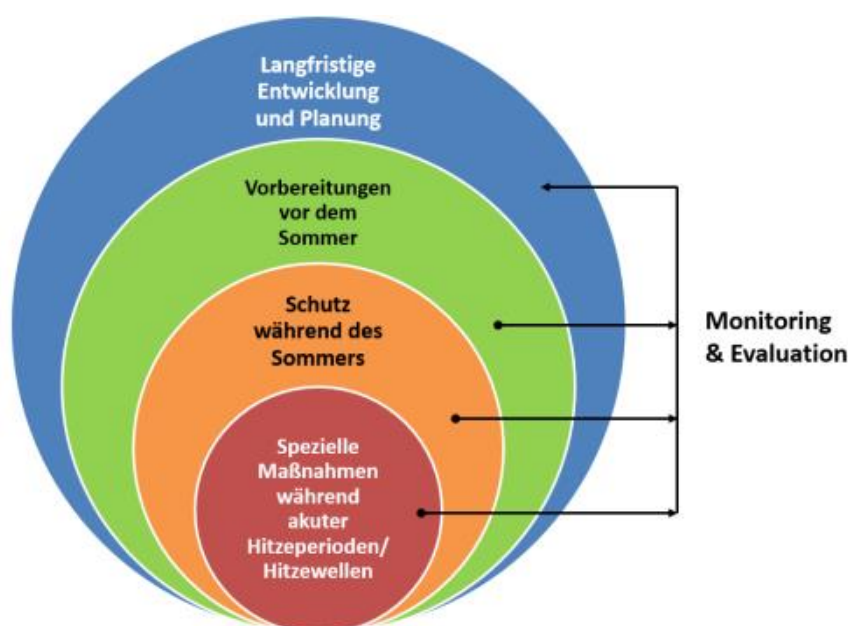 Langfristige
Entwicklung
und Planung
Vorbereitungen
vor dem
Sommer
Schutz
während des
Sommers
Spezielle
Maßnahmen
während
akuter
Hitzeperioden/
Hitzewellen
Monitoring
& Evaluation